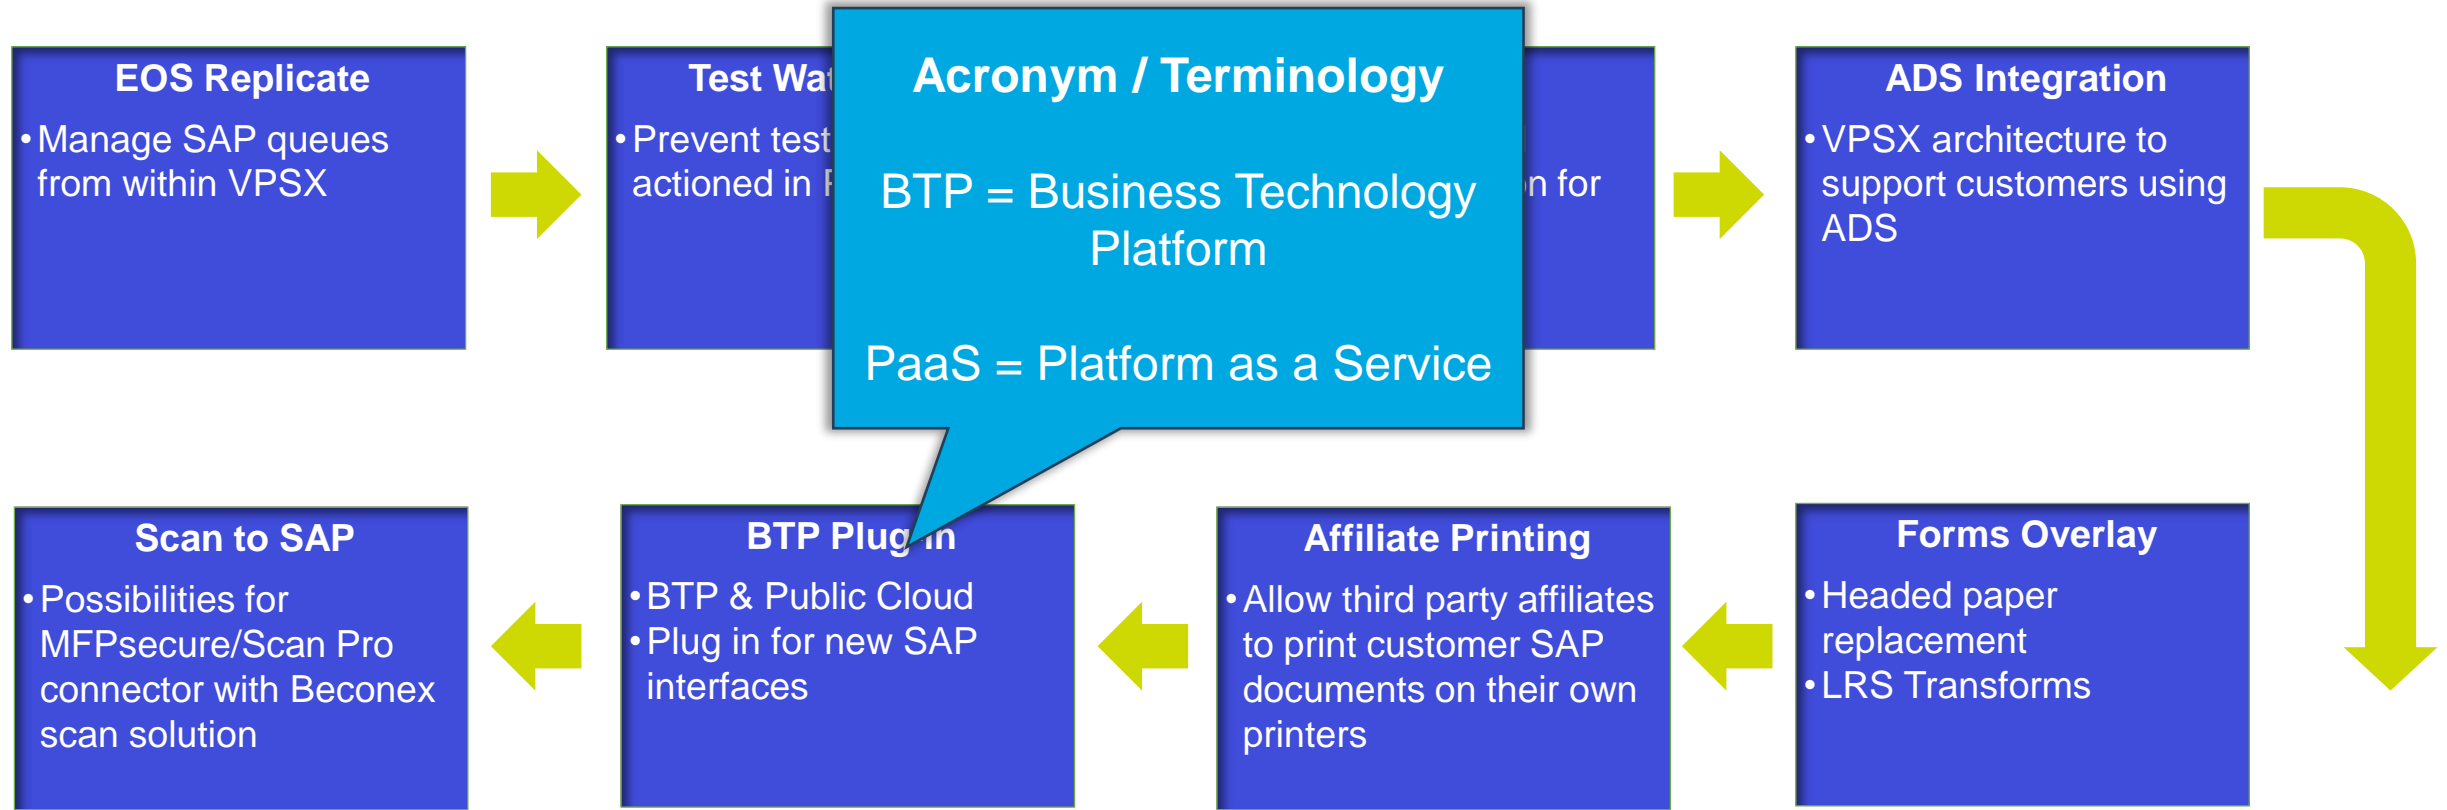 EOS Replicate
• Manage SAP queues
from within VPSX
Test
• Prevent test
actioned in
Acronym / Terminology
BTP = Business Technology
Platform
PaaS = Platform as a Service
for
ADS Integration
• VPSX architecture to
support customers using
ADS
Scan to SAP
• Possibilities for
MFPsecure/Scan Pro
connector with Beconex
scan solution
BTP Plug in
• BTP & Public Cloud
• Plug in for new SAP
interfaces
Affiliate Printing
• Allow third party affiliates
to print customer SAP
documents on their own
printers
Forms Overlay
• Headed paper
replacement
• LRS Transforms